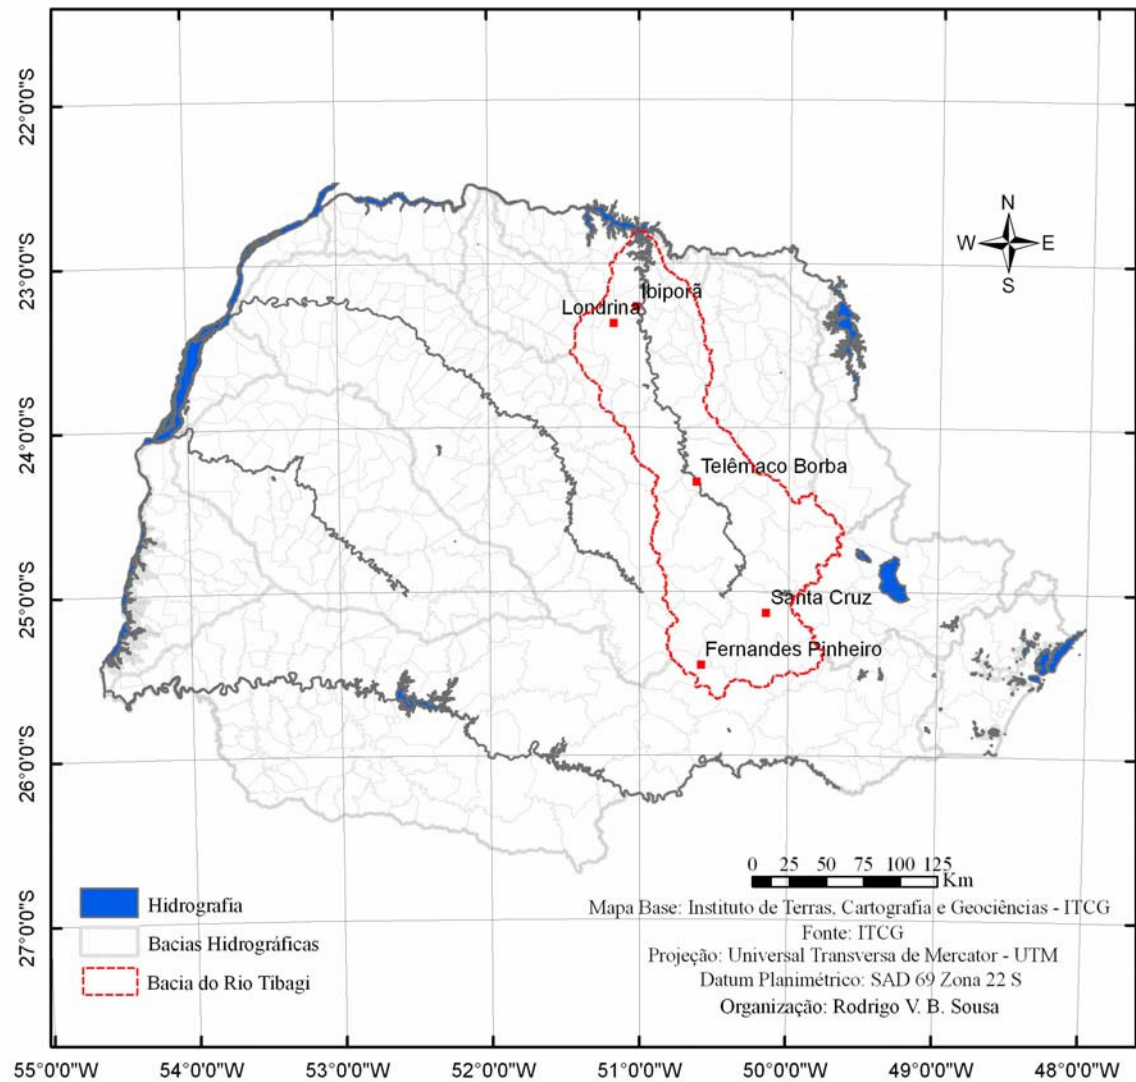 22°0'0"S
23°0'0"S
24°0'0"S
25°0'0"S
26°0'0"S
27°0'0"S
N
W E
S
Ibiporã
Londrina
Telêmaco Borba
Santa Cruz
Fernandes Pinheiro
0 25 50 75 100 125
Km
Hidrografia
Bacias Hidrográficas
Bacia do Rio Tibagi
Mapa Base: Instituto de Terras, Cartografia e Geociências - ITCG
Fonte: ITCG
Projeção: Universal Transversa de Mercator - UTM
Datum Planimétrico: SAD 69 Zona 22 S
Organização: Rodrigo V. B. Sousa
55°0'0"W 54°0'0"W 53°0'0"W 52°0'0"W 51°0'0"W 50°0'0"W 49°0'0"W 48°0'0"W